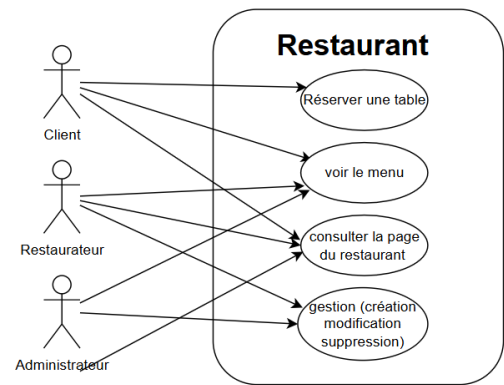 Restaurant
Réserver une table
Client
voir le menu
Restaurateur
consulter la page
du restaurant
gestion (création
modification
suppression)
Administrateur